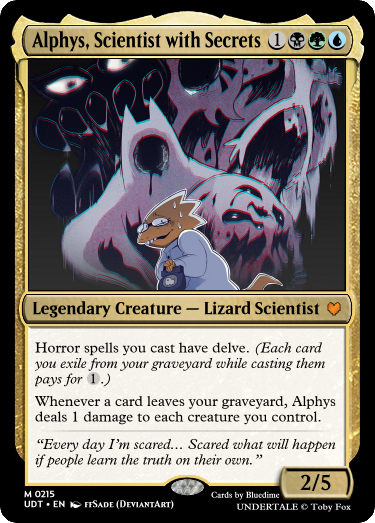 Alphys, Scientist with Secrets 1
Legendary Creature — Lizard Scientist
Horror spells you cast have delve. (Each card
you exile from your graveyard while casting them
pays for 1.)
Whenever a card leaves your graveyard, Alphys
deals 1 damage to each creature you control.
“Every day I’m scared… Scared what will happen
if people learn the truth on their own.”
2/5
M 0215
UDT • EN ffSade (DeviantArt)
Cards by Bluedime
UNDERTALE © Toby Fox